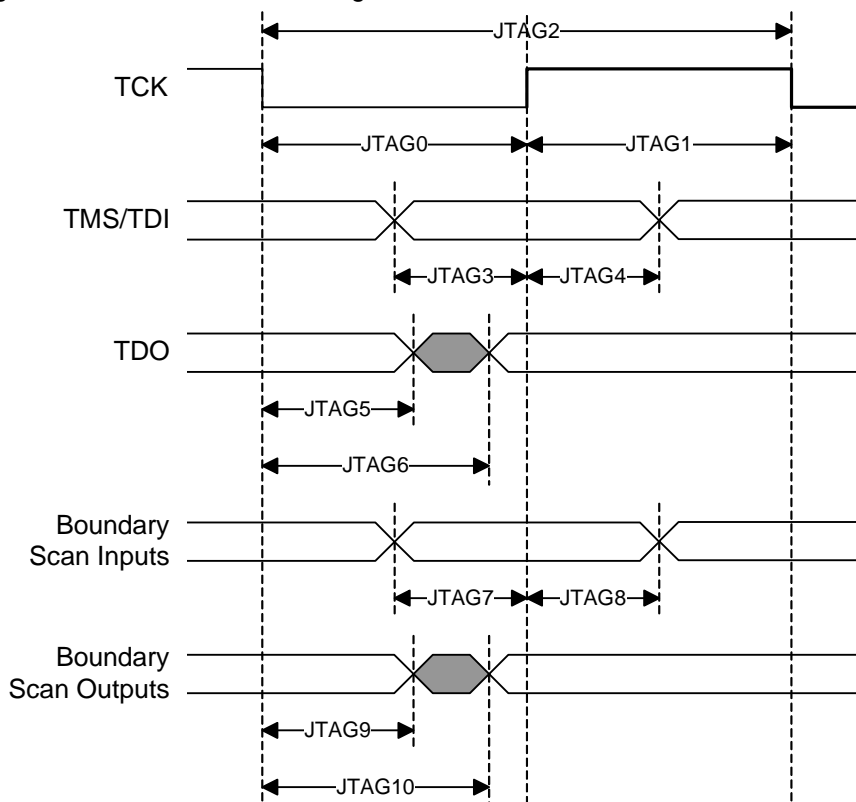 JTAG2
TCK
JTAG0
JTAG1
TMS/TDI
JTAG3
JTAG4
TDO
JTAG5
JTAG6
Boundary
Scan Inputs
JTAG7
JTAG8
Boundary
Scan Outputs
JTAG9
JTAG10